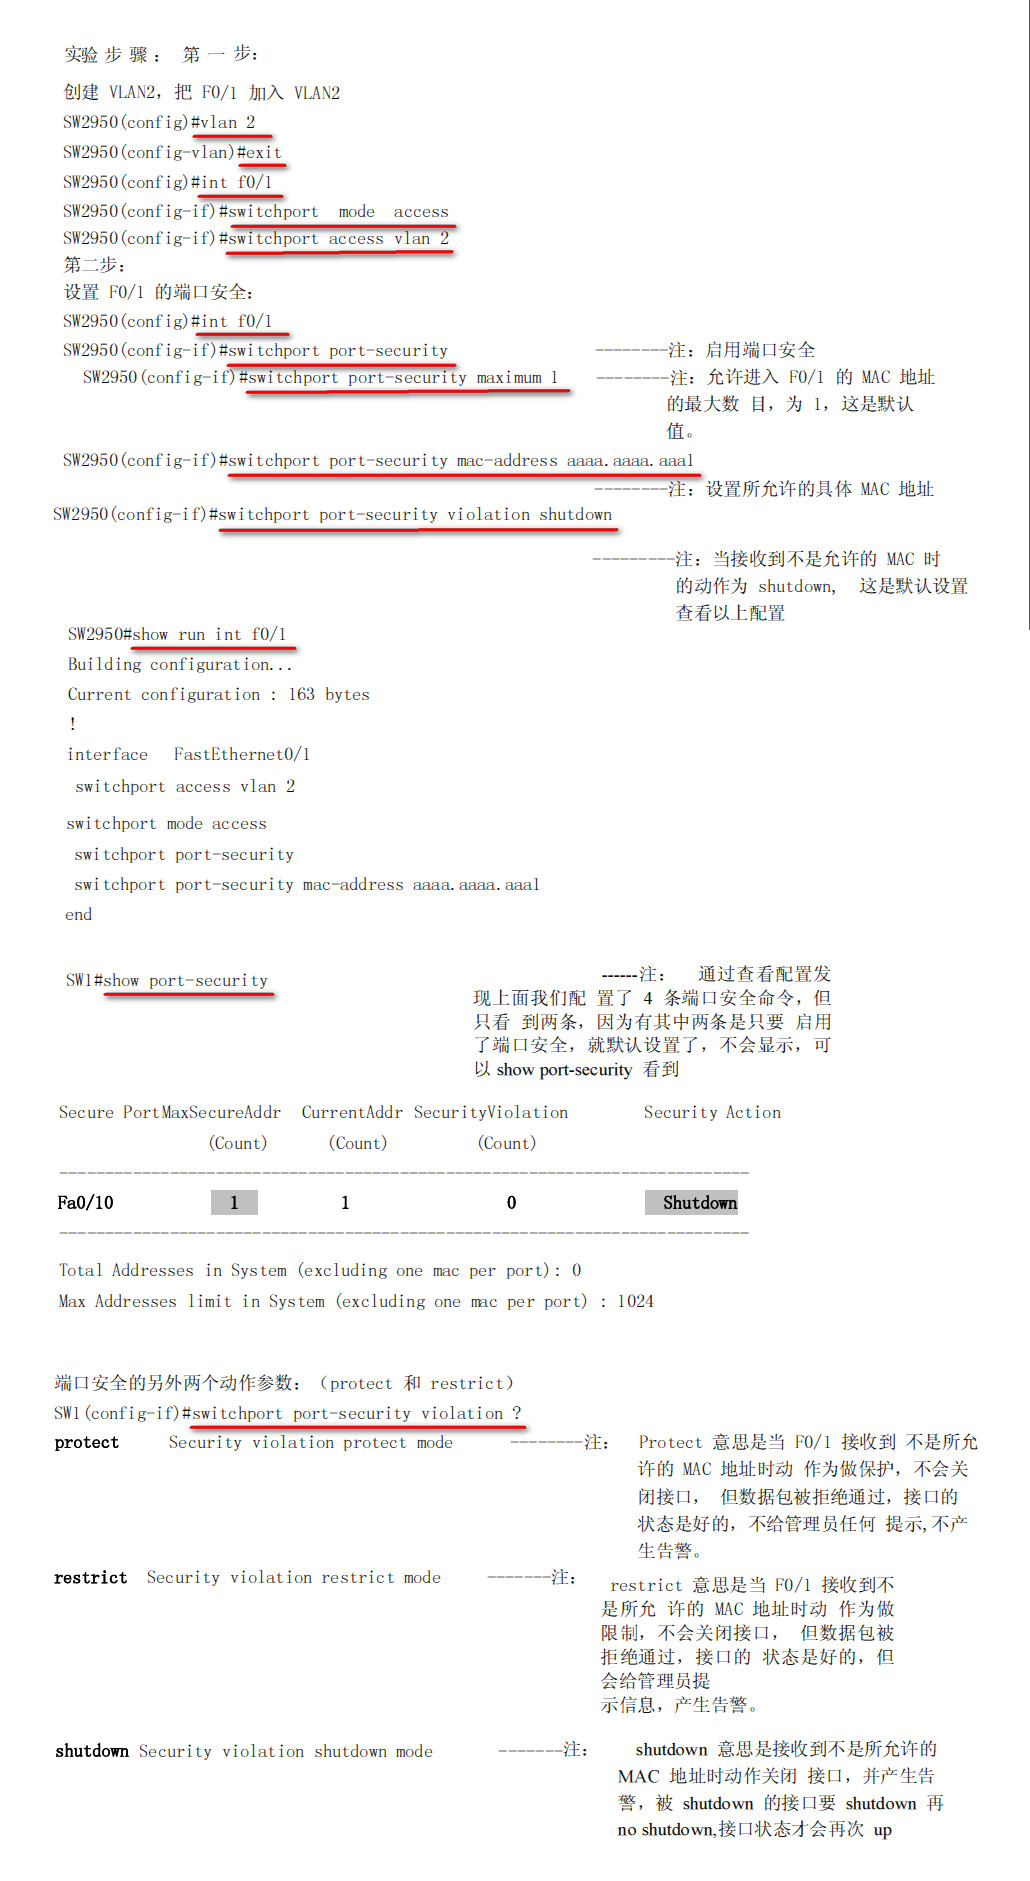 实验 步 骤： 第 一 步：
创建 VLAN2，把 F0/1 加入 VLAN2
SW2950(config)#vlan 2
SW2950(config-vlan)#exit
SW2950(config)#int f0/1
SW2950(config-if)#switchport mode access
SW2950(config-if)#switchport access vlan 2
第二步：
设置 F0/1 的端口安全：
SW2950(config)#int f0/1
SW2950(config-if)#switchport port-security --------注：启用端口安全
SW2950(config-if)#switchport port-security maximum 1 --------注：允许进入 F0/1 的 MAC 地址
的最大数 目，为 1，这是默认
值。
SW2950(config-if)#switchport port-security mac-address aaaa.aaaa.aaa1
--------注：设置所允许的具体 MAC 地址
SW2950(config-if)#switchport port-security violation shutdown
---------注：当接收到不是允许的 MAC 时
的动作为 shutdown, 这是默认设置
查看以上配置
SW2950#show run int f0/1
Building configuration...
Current configuration : 163 bytes
!
interface FastEthernet0/1
switchport access vlan 2
switchport mode access
switchport port-security
switchport port-security mac-address aaaa.aaaa.aaa1
end
SW1#show port-security ------注： 通过查看配置发
现上面我们配 置了 4 条端口安全命令，但
只看 到两条，因为有其中两条是只要 启用
了端口安全，就默认设置了，不会显示，可
以 show port-security 看到
Secure PortMaxSecureAddr CurrentAddr SecurityViolation Security Action
(Count) (Count) (Count)
---------------------------------------------------------------------------
Fa0/10 1 1 0 Shutdown
---------------------------------------------------------------------------
Total Addresses in System (excluding one mac per port): 0
Max Addresses limit in System (excluding one mac per port) : 1024
端口安全的另外两个动作参数：（protect 和 restrict）
SW1(config-if)#switchport port-security violation ?
protect Security violation protect mode --------注： Protect 意思是当 F0/1 接收到 不是所允
许的 MAC 地址时动 作为做保护，不会关
闭接口， 但数据包被拒绝通过，接口的
状态是好的，不给管理员任何 提示,不产
生告警。
restrict Security violation restrict mode -------注：
restrict 意思是当 F0/1 接收到不
是所允 许的 MAC 地址时动 作为做
限制，不会关闭接口， 但数据包被
拒绝通过，接口的 状态是好的，但
会给管理员提
示信息，产生告警。
shutdown Security violation shutdown mode -------注： shutdown 意思是接收到不是所允许的
MAC 地址时动作关闭 接口，并产生告
警，被 shutdown 的接口要 shutdown 再
no shutdown,接口状态才会再次 up